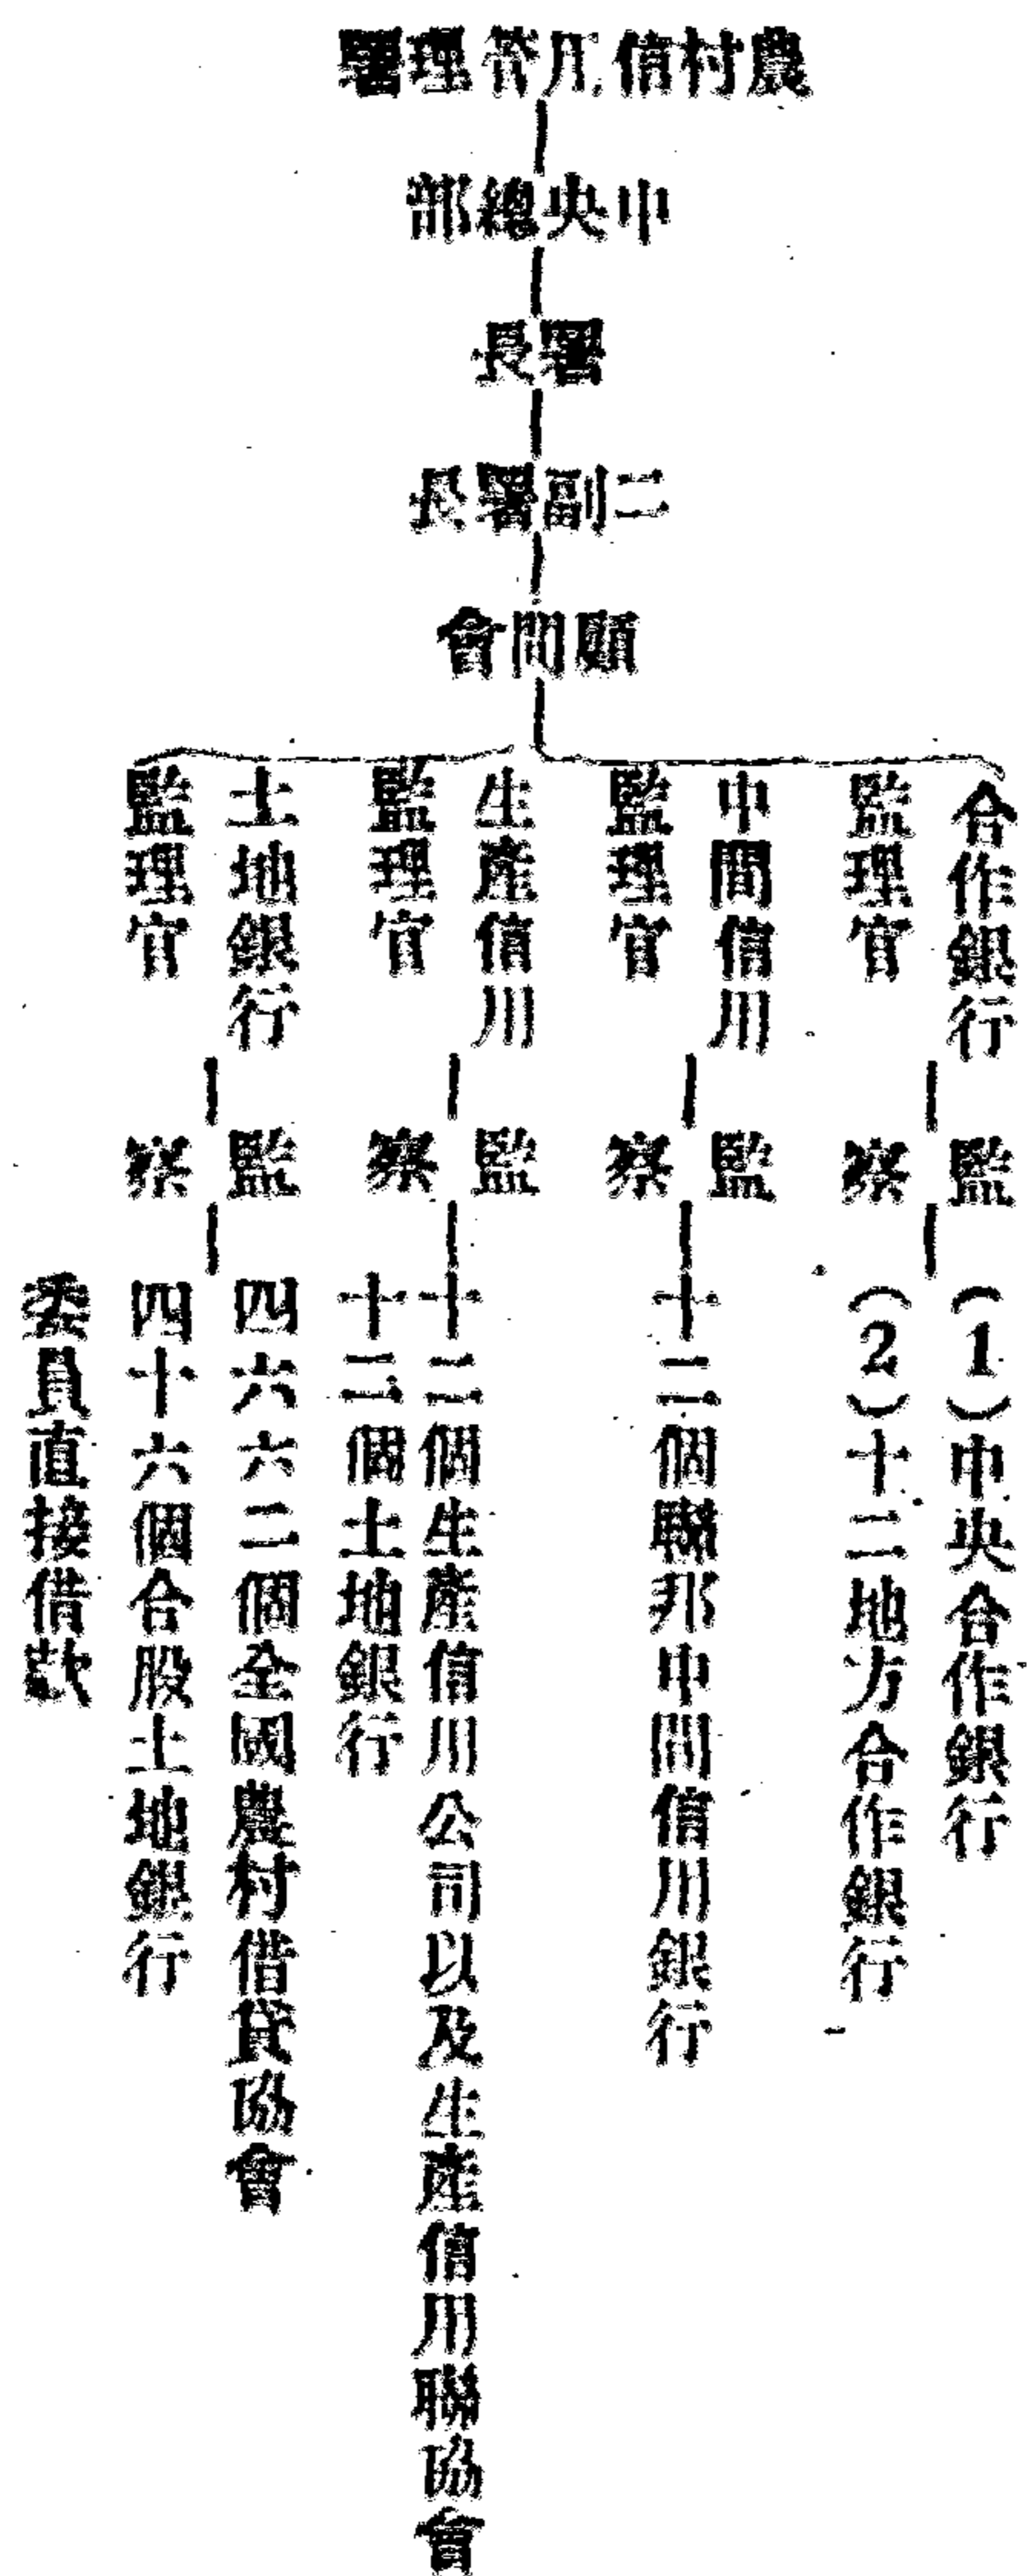 農村信用管理署
中央總部
署長
二副署長
顧問會
合作銀行
監理官
中間信用
監理官
生產信用
監理官
土地銀行
監理官
監察
監察
監察
監察
(1)中央合作銀行
(2)十二地方合作銀行
十二個聯邦中間信用銀行
十二個生產信用公司以及生產信用聯協會
十二個土地銀行
四六六二個全國農村借貸協會
四十六個合股土地銀行
委員直接借款